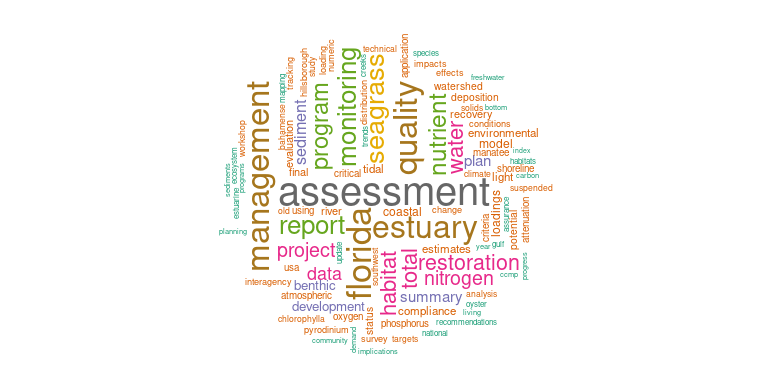 species
technical
application
impacts
effects
freshwater
creeks
numeric
loading
study
hillsborough
tracking
mapping
bahamense
evaluation
sediment
program
monitoring
distribution
trends
seagrass
quality
nutrient
watershed
deposition
solids
bottom
recovery
conditions
environmental
water
model
manatee
index
plan
habitats
shoreline
climate
carbon
light
suspended
workshop
ecosystem
estuarine
sediments
programs
management
final
critical
tidal
assessment
old
using
river
coastal
change
report
florida
estuary
criteria
loadings
assurance
potential
attenuation
planning
project
update
southwest
habitat
total
estimates
year
gulf
restoration
usa
data
nitrogen
ccmp
progress
interagency
benthic
atmospheric
summary
analysis
oyster
development
compliance
living
chlorophylla
oxygen
status
phosphorus
recommendations
pyrodinium
national
community
demand
survey
targets
implications